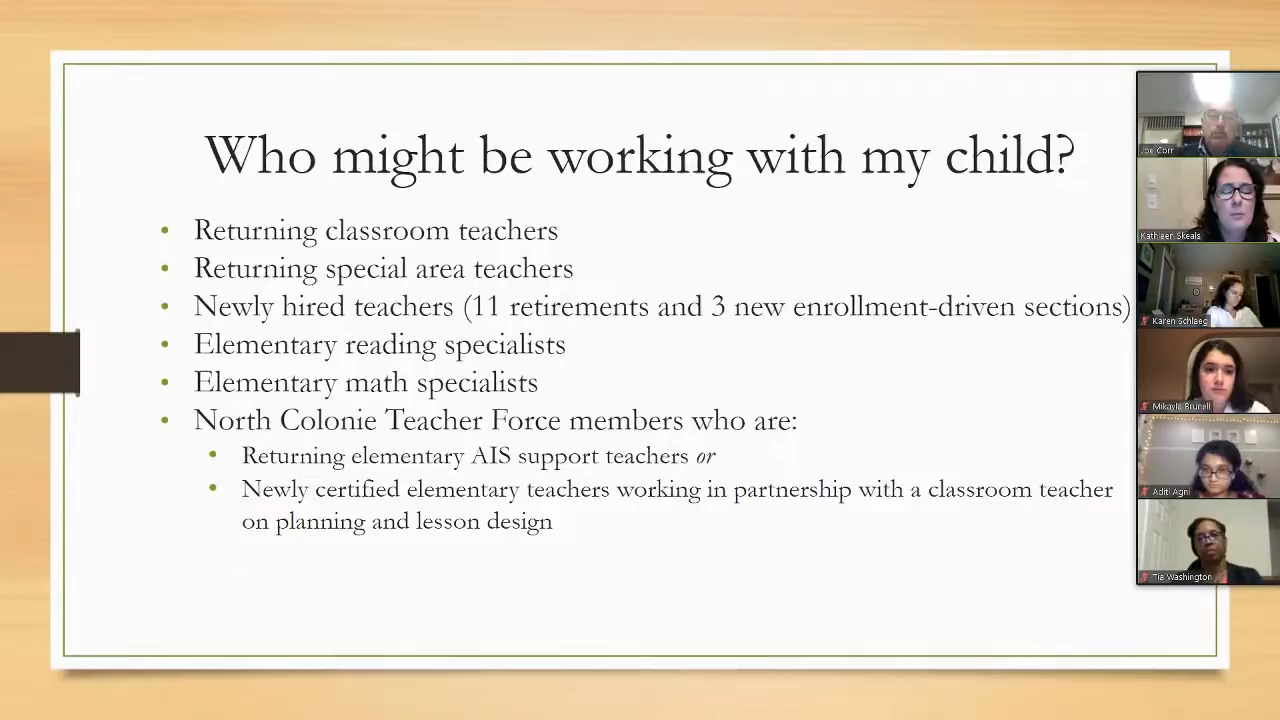 Who might be working with my child?
• Returning classroom teachers
• Returning special area teachers
• Newly hired teachers (11 retirements and 3 new enrollment-driven sections)
• Elementary reading specialists
• Elementary math specialists
• North Colonie Teacher Force members who are:
• Returning elementary AIS support teachers or
• Newly certified elementary teachers working in partnership with a classroom teacher
on planning and lesson design
Joe Corr
Kathleen Skeals
Karen Schlaeg
Mikayla Brunell
Aditi Agni
Tia Washington